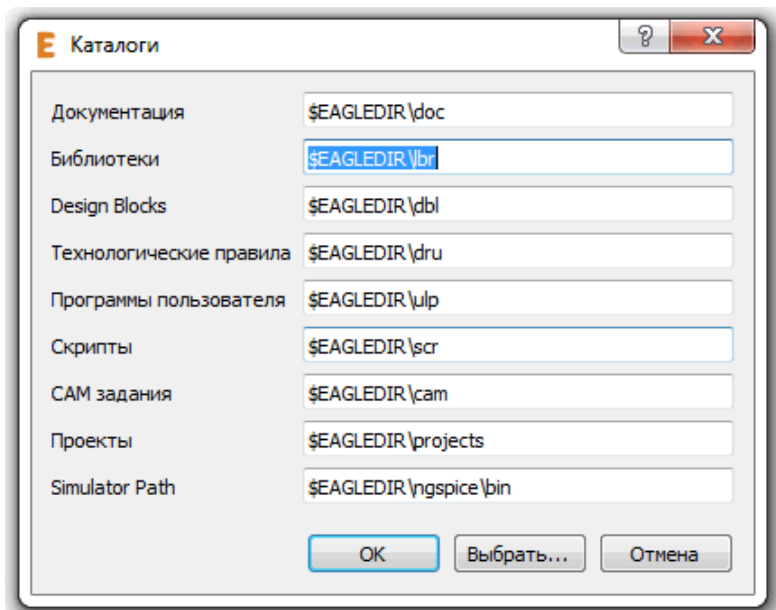 E Каталоги
Документация $EAGLEDIR\doc
Библиотеки $EAGLEDIR\lbr
Design Blocks $EAGLEDIR\dbl
Технологические правила $EAGLEDIR\dru
Программы пользователя $EAGLEDIR\ulp
Скрипты $EAGLEDIR\scr
CAM задания $EAGLEDIR\cam
Проекты $EAGLEDIR\projects
Simulator Path $EAGLEDIR\ngspice\bin
OK Выбрать... Отмена